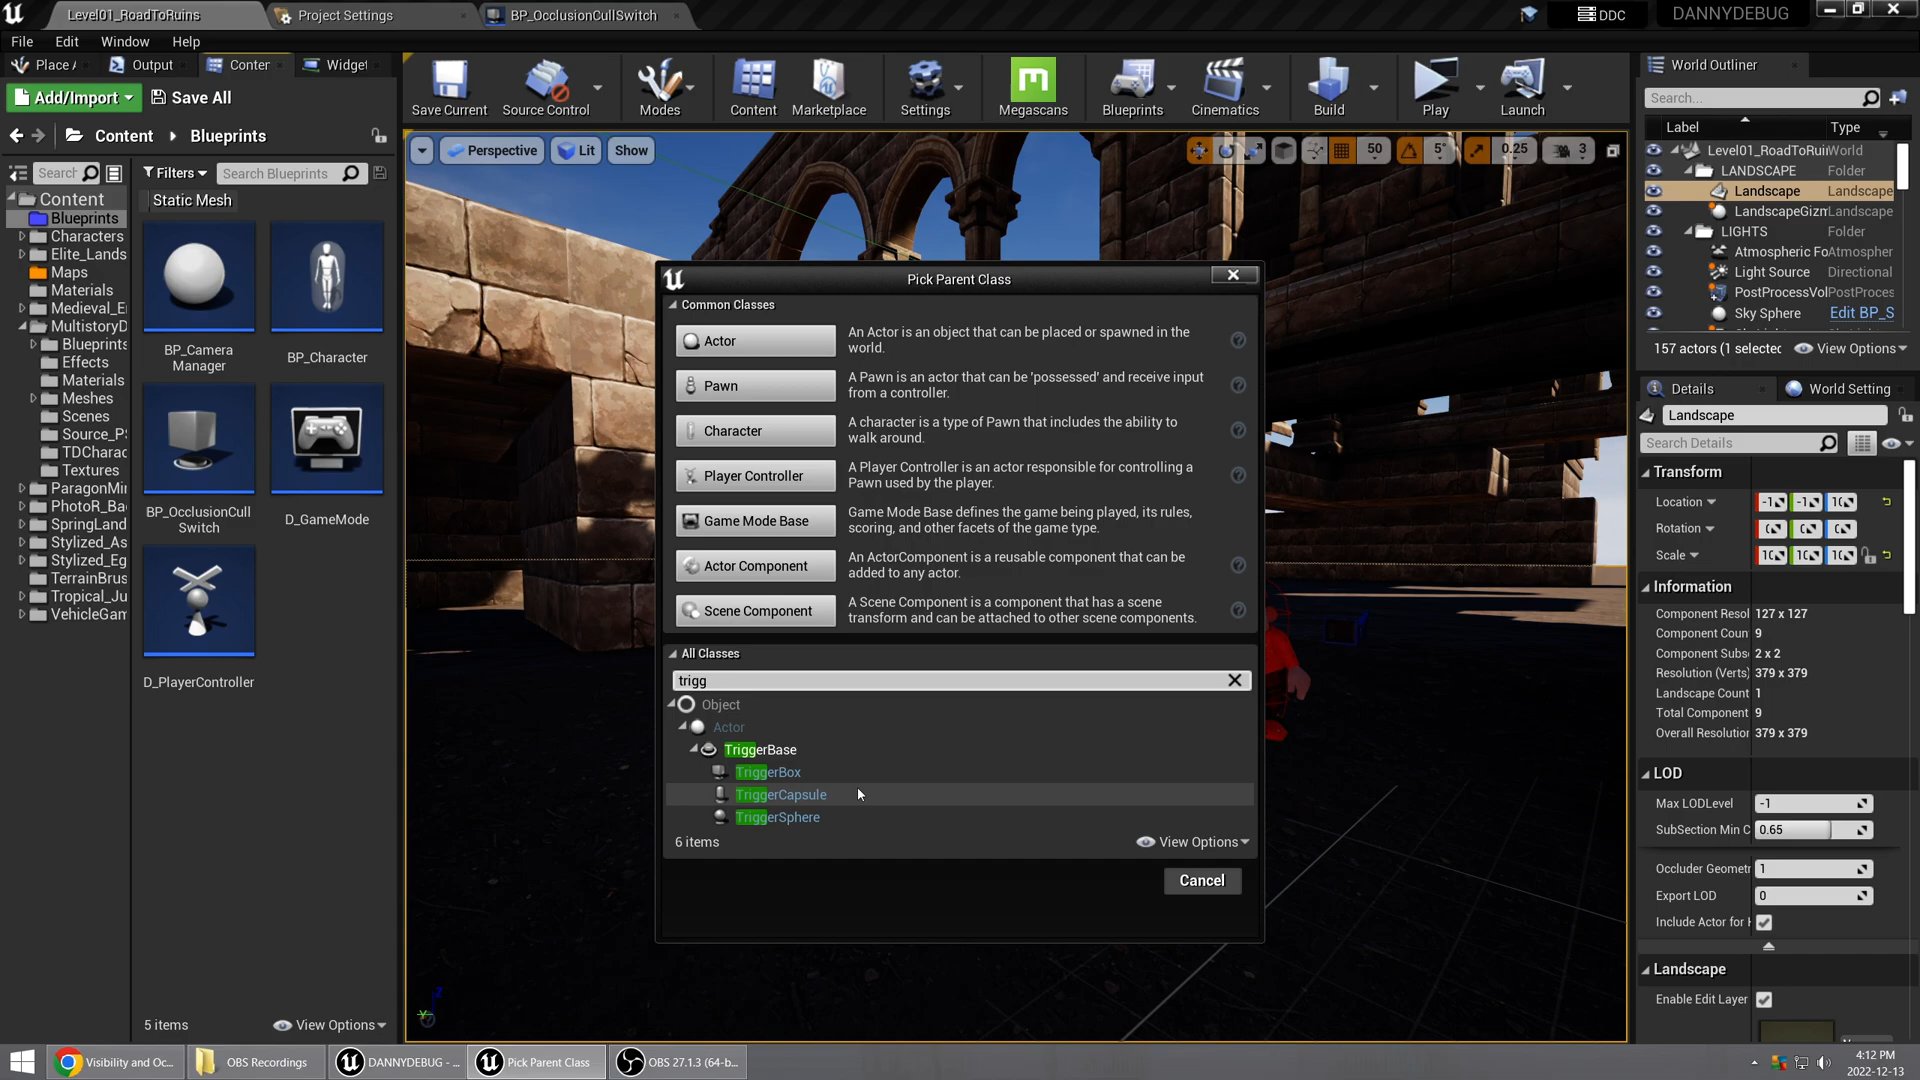 Level01_RoadToRuins
Project Settings
BP_OcclusionCullSwitch
DDC
DANNYDEBUG
File Edit Window Help
Place A
Output
Conter
Widget
Add/Import
Save All
Content
Blueprints
Search
Filters
Search Blueprints
Static Mesh
Content
Blueprints
Characters
Elite_Lands
Maps
Materials
Medieval_E
MultistoryD
Blueprints
Effects
Materials
Meshes
Scenes
Source_PS
TDCharac
Textures
ParagonMin
PhotoR_Ba
SpringLand
Stylized_As
Stylized_Eg
TerrainBrus
Tropical_Ju
VehicleGam
BP_Camera
Manager
BP_Character
BP_OcclusionCull
Switch
D_GameMode
D_PlayerController
5 items
View Options
Save Current
Source Control
Modes
Content
Marketplace
Settings
Megascans
Blueprints
Cinematics
Build
Play
Launch
Perspective
Lit
Show
50
5°
0.25
3
Pick Parent Class
Common Classes
Actor
An Actor is an object that can be placed or spawned in the
world.
Pawn
A Pawn is an actor that can be 'possessed' and receive input
from a controller.
Character
A character is a type of Pawn that includes the ability to
walk around.
Player Controller
A Player Controller is an actor responsible for controlling a
Pawn used by the player.
Game Mode Base
Game Mode Base defines the game being played, its rules,
scoring, and other facets of the game type.
Actor Component
An ActorComponent is a reusable component that can be
added to any actor.
Scene Component
A Scene Component is a component that has a scene
transform and can be attached to other scene components.
All Classes
trigg
Object
Actor
TriggerBase
TriggerBox
TriggerCapsule
TriggerSphere
6 items
View Options
Cancel
World Outliner
Search...
Label
Type
Level01_RoadToRuin World
LANDSCAPE Folder
Landscape Landscape
LandscapeGizm Landscape
LIGHTS Folder
Atmospheric Fo Atmospher
Light Source Directional
PostProcessVol PostProces
Sky Sphere Edit BP_S
157 actors (1 selectec
View Options
Details
World Setting
Landscape
Search Details
Transform
Location
Rotation
Scale
Information
Component Resol 127 x 127
Component Coun 9
Component Subse 2 x 2
Resolution (Verts) 379 x 379
Landscape Count 1
Total Component 9
Overall Resolution 379 x 379
LOD
Max LODLevel -1
SubSection Min C 0.65
Occluder Geometr 1
Export LOD 0
Include Actor for H
Landscape
Enable Edit Layer
Visibility and Oc...
OBS Recordings
DANNYDEBUG - ...
Pick Parent Class
OBS 27.1.3 (64-b...
4:12 PM
2022-12-13